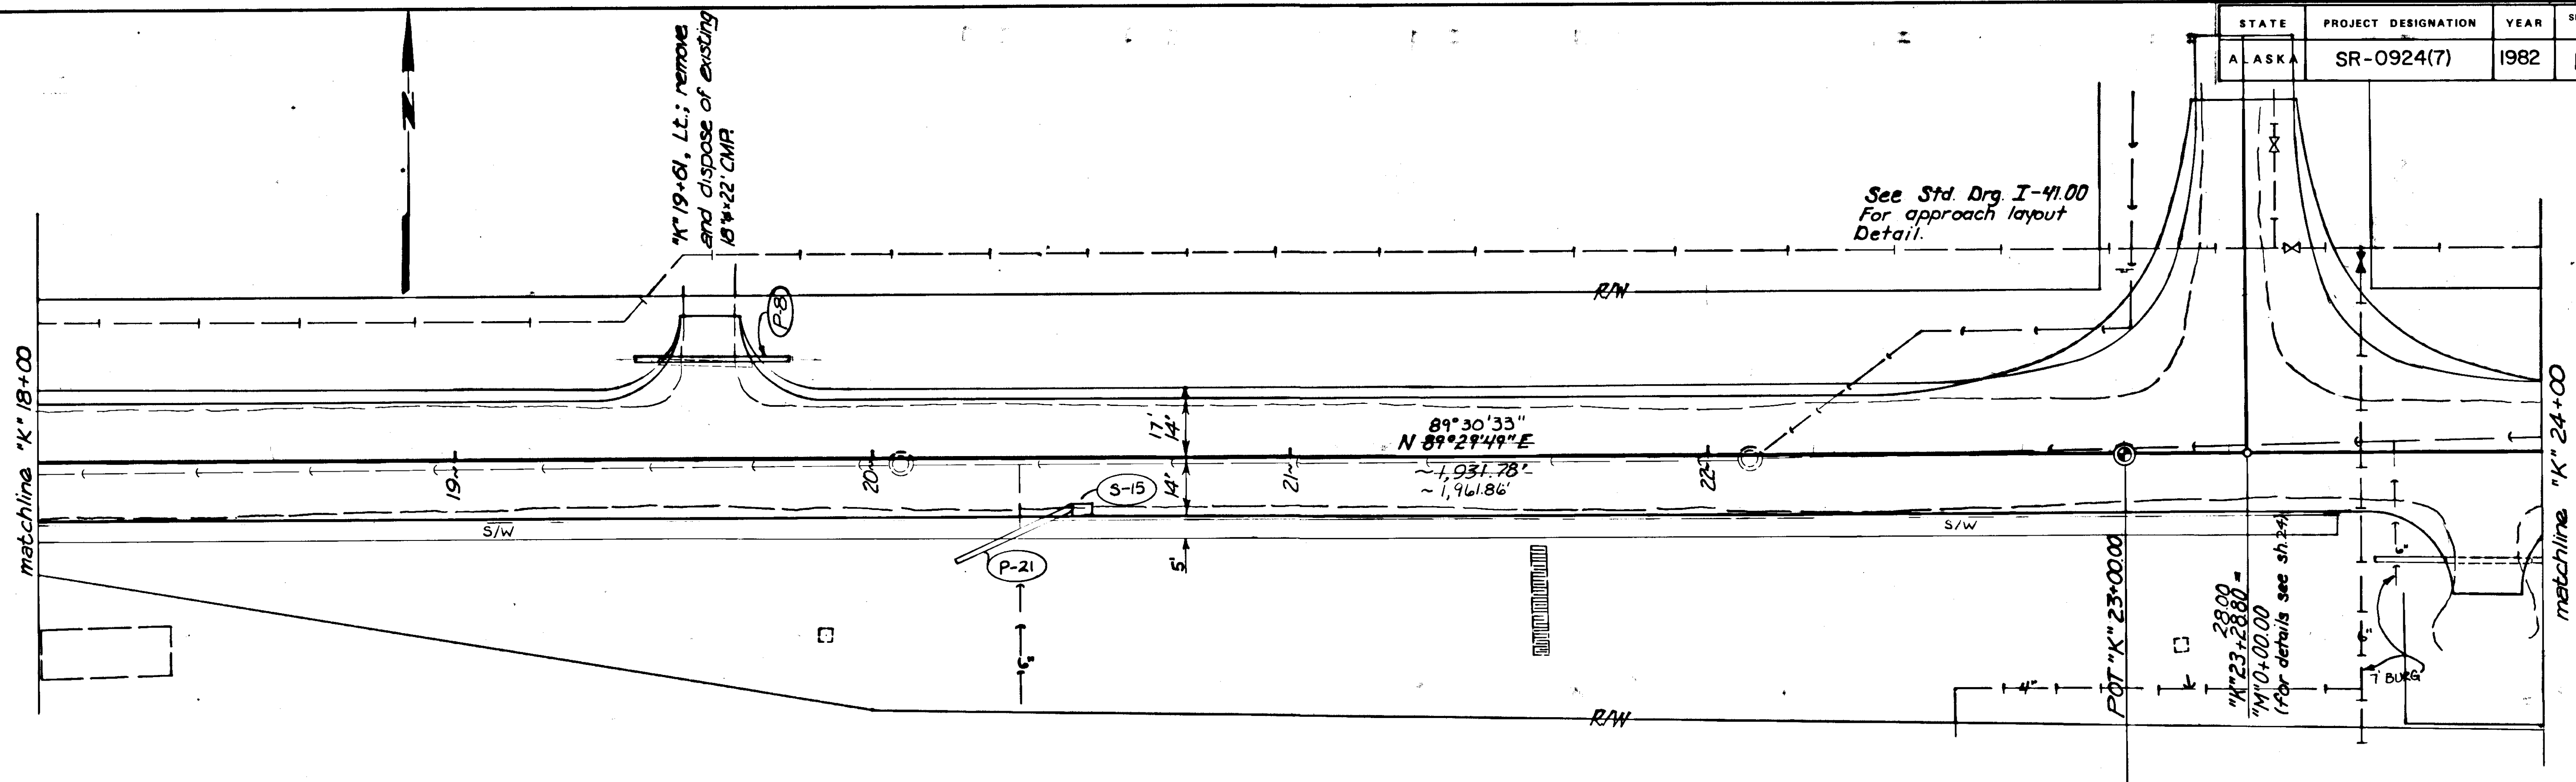 STATE PROJECT DESIGNATION YEAR
ALASKA SR-0924(7) 1982
"K" 19+61, Lt.; remove
and dispose of existing
18"ø x 22' CMP.
See Std. Drg. I-41.00
For approach layout
Detail.
R/W
P-8
matchline "K" 18+00
matchline "K" 24+00
17'
14'
89°30'33"
N 89°29'49" E
~1,931.78'
~1,961.86'
19
20
21
22
14'
S-15
S/W
S/W
P-21
5'
6"
6"
6"
4"
POT "K" 23+00.00
28.00
"K" 23+28.80 =
"M" 0+00.00
(for details see sh. 24)
7' BURG
R/W